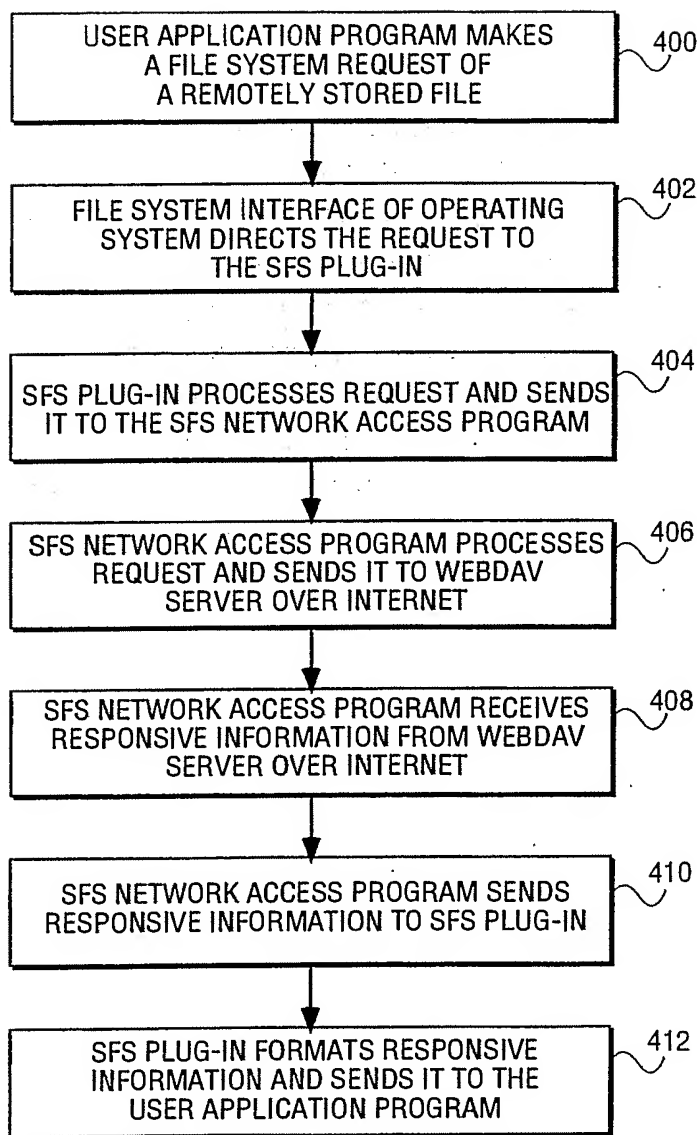 USER APPLICATION PROGRAM MAKES
A FILE SYSTEM REQUEST OF
A REMOTELY STORED FILE
400
FILE SYSTEM INTERFACE OF OPERATING
SYSTEM DIRECTS THE REQUEST TO
THE SFS PLUG-IN
402
SFS PLUG-IN PROCESSES REQUEST AND SENDS
IT TO THE SFS NETWORK ACCESS PROGRAM
404
SFS NETWORK ACCESS PROGRAM PROCESSES
REQUEST AND SENDS IT TO WEBDAV
SERVER OVER INTERNET
406
SFS NETWORK ACCESS PROGRAM RECEIVES
RESPONSIVE INFORMATION FROM WEBDAV
SERVER OVER INTERNET
408
SFS NETWORK ACCESS PROGRAM SENDS
RESPONSIVE INFORMATION TO SFS PLUG-IN
410
SFS PLUG-IN FORMATS RESPONSIVE
INFORMATION AND SENDS IT TO THE
USER APPLICATION PROGRAM
412